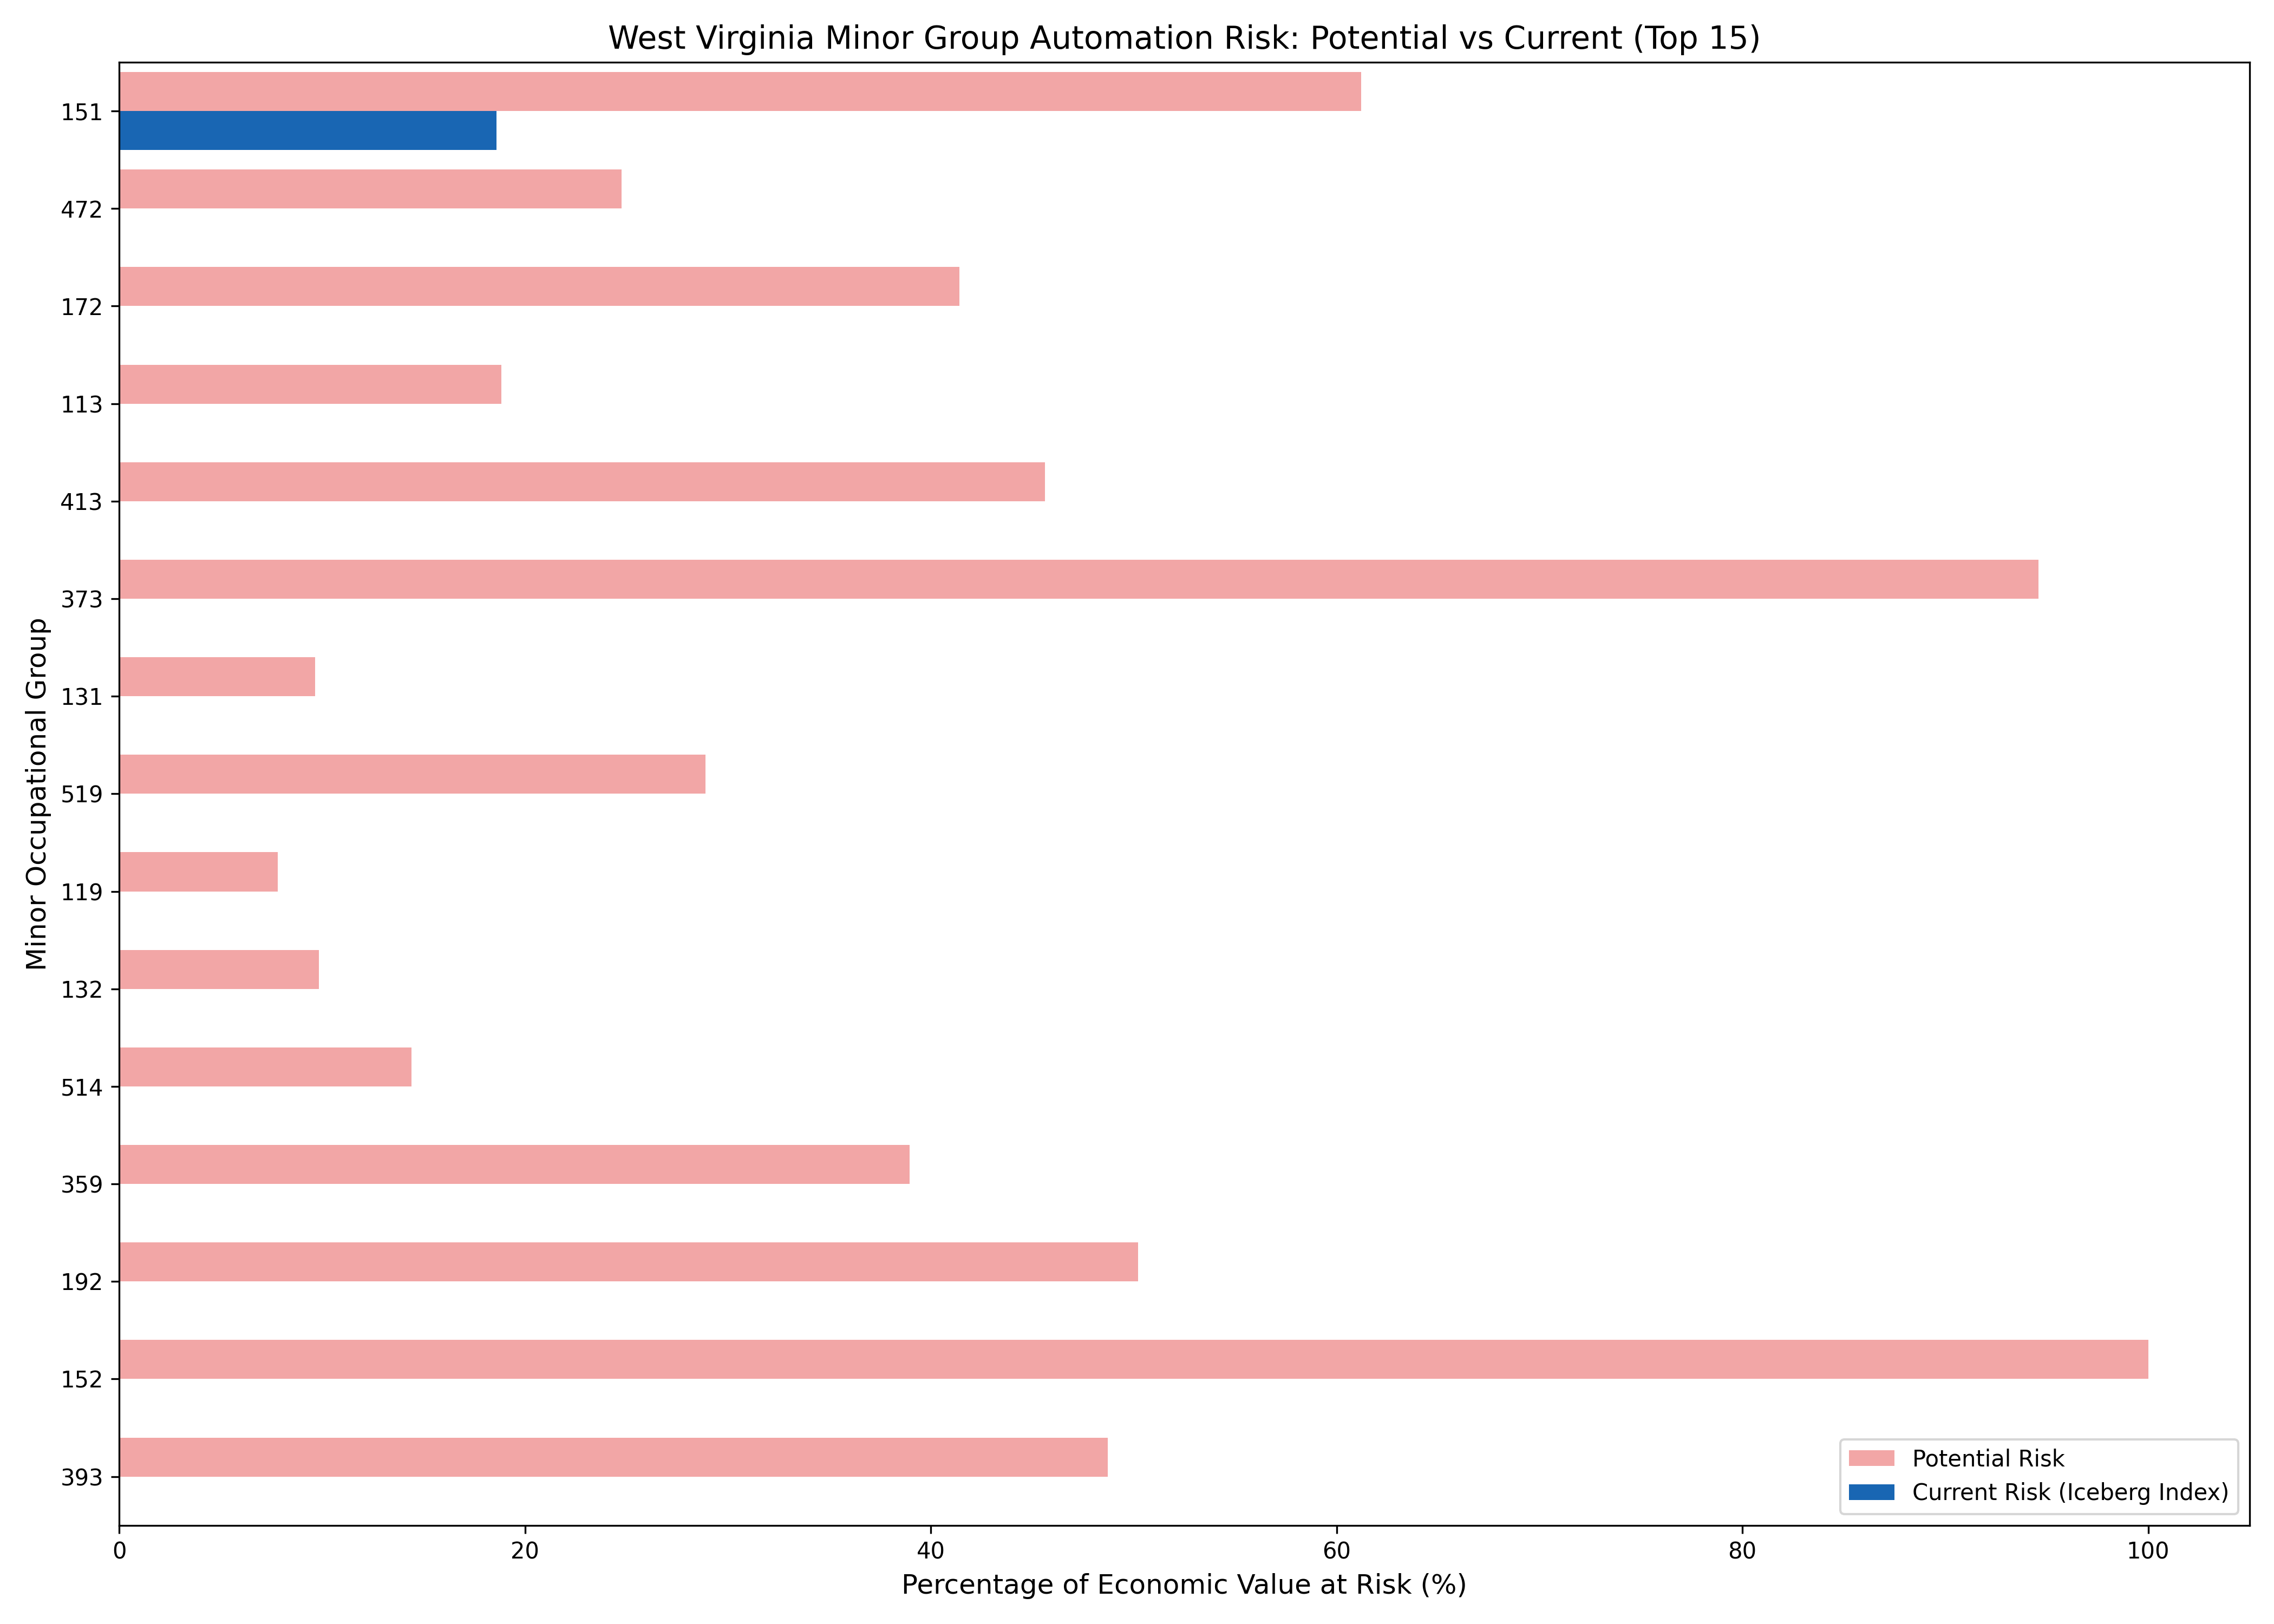 West Virginia Minor Group Automation Risk: Potential vs Current (Top 15)
Minor Occupational Group
151
472
172
113
413
373
131
519
119
132
514
359
192
152
393
Potential Risk
Current Risk (Iceberg Index)
0 20 40 60 80 100
Percentage of Economic Value at Risk (%)